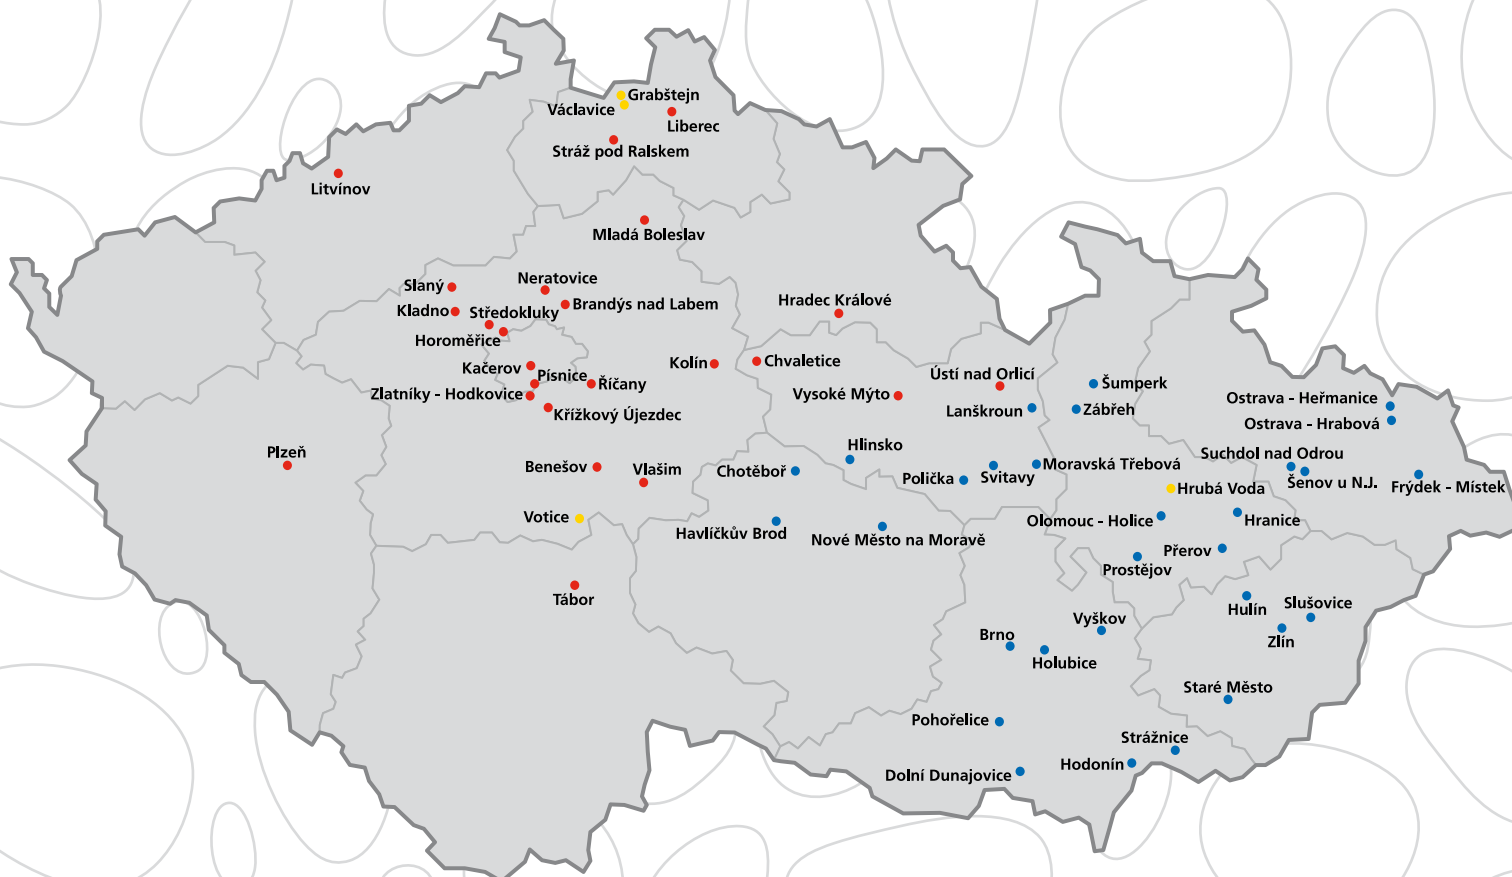 Grabštejn
Václavice
Liberec
Stráž pod Ralskem
Litvínov
Mladá Boleslav
Neratovice
Slaný
Brandýs nad Labem
Kladno
Středokluky
Hradec Králové
Horoměřice
Kačerov
Kolín
Chvaletice
Písnice
Říčany
Ústí nad Orlicí
Šumperk
Zlatníky - Hodkovice
Vysoké Mýto
Ostrava - Heřmanice
Křížkový Újezdec
Lanškroun
Zábřeh
Ostrava - Hrabová
Plzeň
Hlinsko
Suchdol nad Odrou
Benešov
Vlašim
Chotěboř
Moravská Třebová
Polička
Svitavy
Šenov u N.J.
Frýdek - Místek
Hrubá Voda
Votice
Olomouc - Holice
Hranice
Havlíčkův Brod
Nové Město na Moravě
Přerov
Prostějov
Tábor
Hulín
Slušovice
Vyškov
Brno
Zlín
Holubice
Staré Město
Pohořelice
Strážnice
Hodonín
Dolní Dunajovice